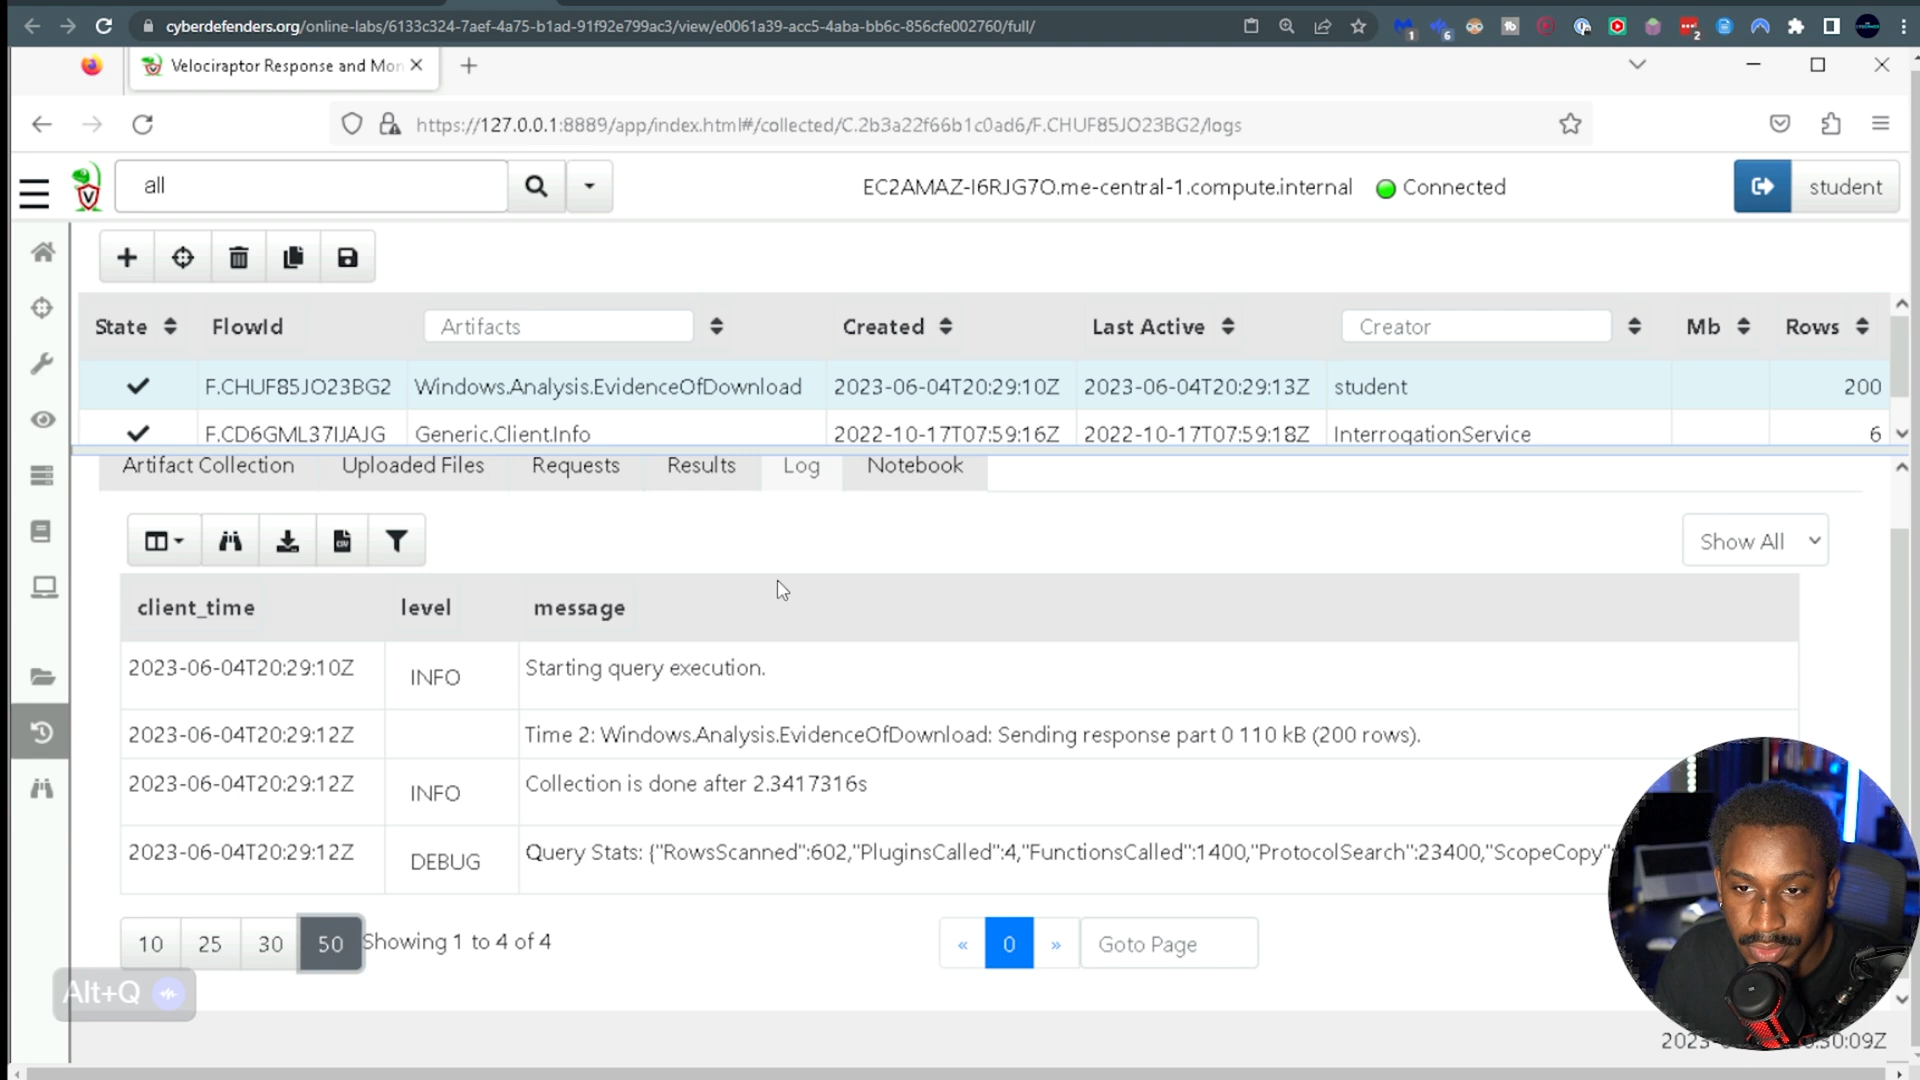 cyberdefenders.org/online-labs/6133c324-7aef-4a75-b1ad-91f92e799ac3/view/e0061a39-acc5-4aba-bb6c-856cfe002760/full/
1
6
2
Velociraptor Response and Mon
https://127.0.0.1:8889/app/index.html#/collected/C.2b3a22f66b1c0ad6/F.CHUF85JO23BG2/logs
all
EC2AMAZ-I6RJG7O.me-central-1.compute.internal
Connected
student
State FlowId Artifacts Created Last Active Creator Mb Rows
F.CHUF85JO23BG2 Windows.Analysis.EvidenceOfDownload 2023-06-04T20:29:10Z 2023-06-04T20:29:13Z student 200
F.CD6GML37IJAJG Generic.Client.Info 2022-10-17T07:59:16Z 2022-10-17T07:59:18Z InterrogationService 6
Artifact Collection Uploaded Files Requests Results Log Notebook
Show All
client_time level message
2023-06-04T20:29:10Z INFO Starting query execution.
2023-06-04T20:29:12Z Time 2: Windows.Analysis.EvidenceOfDownload: Sending response part 0 110 kB (200 rows).
2023-06-04T20:29:12Z INFO Collection is done after 2.3417316s
2023-06-04T20:29:12Z DEBUG Query Stats: {"RowsScanned":602,"PluginsCalled":4,"FunctionsCalled":1400,"ProtocolSearch":23400,"ScopeCopy"
10 25 30 50 Showing 1 to 4 of 4 « 0 » Goto Page
Alt+Q